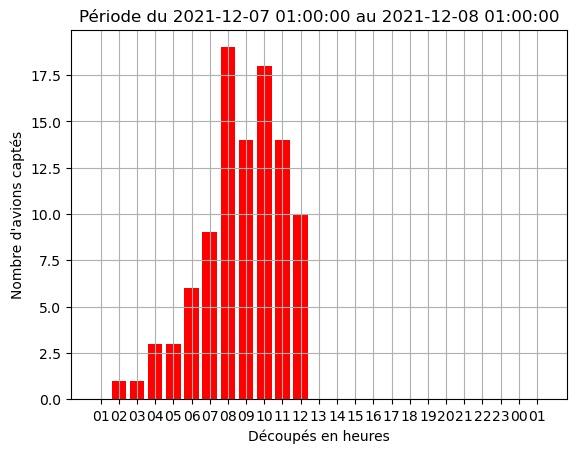 Période du 2021-12-07 01:00:00 au 2021-12-08 01:00:00
Nombre d'avions captés
17.5
15.0
12.5
10.0
7.5
5.0
2.5
0.0
01 02 03 04 05 06 07 08 09 10 11 12 13 14 15 16 17 18 19 20 21 22 23 00 01
Découpés en heures